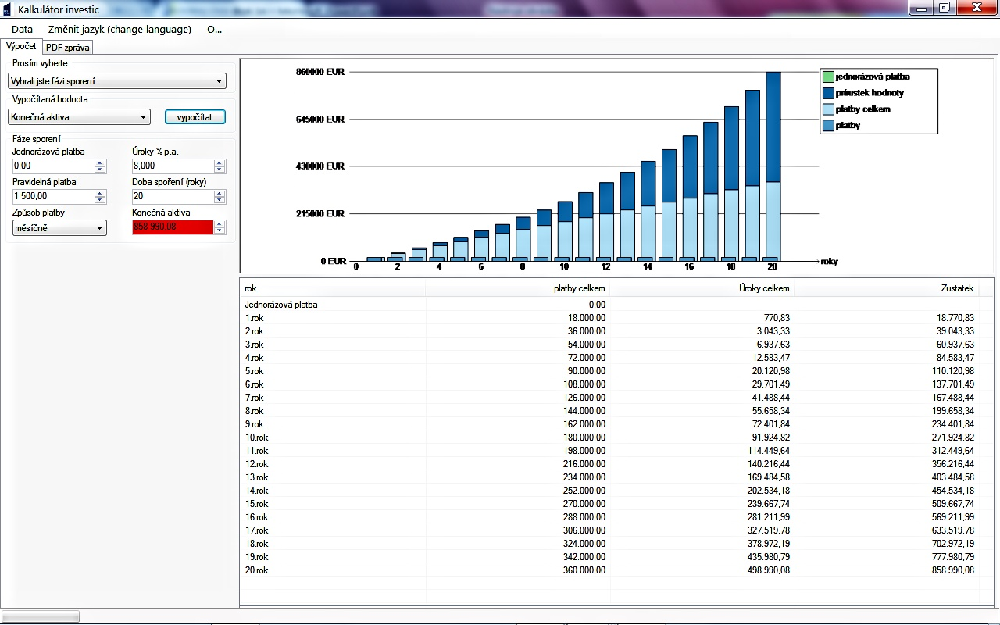 Kalkulátor investic
Data Změnit jazyk (change language) O...
Výpočet PDF-zpráva
Prosím vyberte:
Vybrali jste fázi sporení
Vypočítaná hodnota
Konečná aktiva vypočítat
Fáze sporení
Jednorázová platba Úroky % p.a.
0,00 8,000
Pravidelná platba Doba spoření (roky)
1 500,00 20
Způsob platby Konečná aktiva
měsíčně 858 990,08
860000 EUR
645000 EUR
430000 EUR
215000 EUR
0 EUR
0 2 4 6 8 10 12 14 16 18 20 roky
jednorázová platba
prirustek hodnoty
platby celkem
platby
rok platby celkem Úroky celkem Zustatek
Jednorázová platba 0,00
1.rok 18.000,00 770,83 18.770,83
2.rok 36.000,00 3.043,33 39.043,33
3.rok 54.000,00 6.937,63 60.937,63
4.rok 72.000,00 12.583,47 84.583,47
5.rok 90.000,00 20.120,98 110.120,98
6.rok 108.000,00 29.701,49 137.701,49
7.rok 126.000,00 41.488,44 167.488,44
8.rok 144.000,00 55.658,34 199.658,34
9.rok 162.000,00 72.401,84 234.401,84
10.rok 180.000,00 91.924,82 271.924,82
11.rok 198.000,00 114.449,64 312.449,64
12.rok 216.000,00 140.216,44 356.216,44
13.rok 234.000,00 169.484,58 403.484,58
14.rok 252.000,00 202.534,18 454.534,18
15.rok 270.000,00 239.667,74 509.667,74
16.rok 288.000,00 281.211,99 569.211,99
17.rok 306.000,00 327.519,78 633.519,78
18.rok 324.000,00 378.972,19 702.972,19
19.rok 342.000,00 435.980,79 777.980,79
20.rok 360.000,00 498.990,08 858.990,08